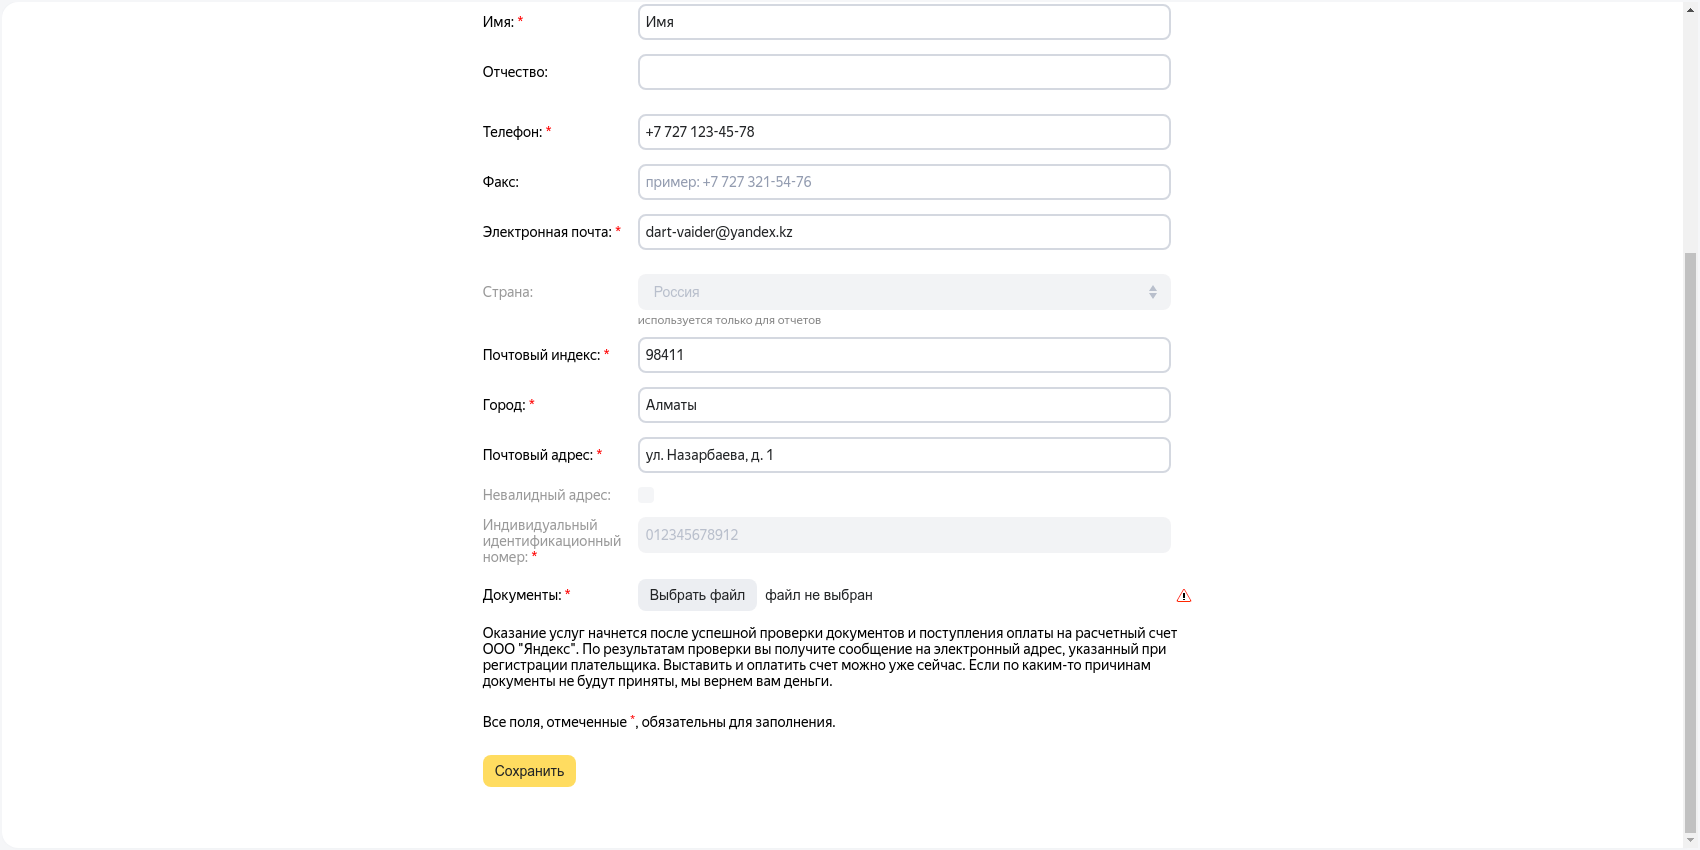 Имя: * Имя
Отчество:
Телефон: * +7 727 123-45-78
Факс: пример: +7 727 321-54-76
Электронная почта: * dart-vaider@yandex.kz
Страна: Россия
используется только для отчетов
Почтовый индекс: * 98411
Город: * Алматы
Почтовый адрес: * ул. Назарбаева, д. 1
Невалидный адрес:
Индивидуальный
идентификационный
номер: *
012345678912
Документы: * Выбрать файл файл не выбран
Оказание услуг начнется после успешной проверки документов и поступления оплаты на расчетный счет
ООО "Яндекс". По результатам проверки вы получите сообщение на электронный адрес, указанный при
регистрации плательщика. Выставить и оплатить счет можно уже сейчас. Если по каким-то причинам
документы не будут приняты, мы вернем вам деньги.
Все поля, отмеченные *, обязательны для заполнения.
Сохранить